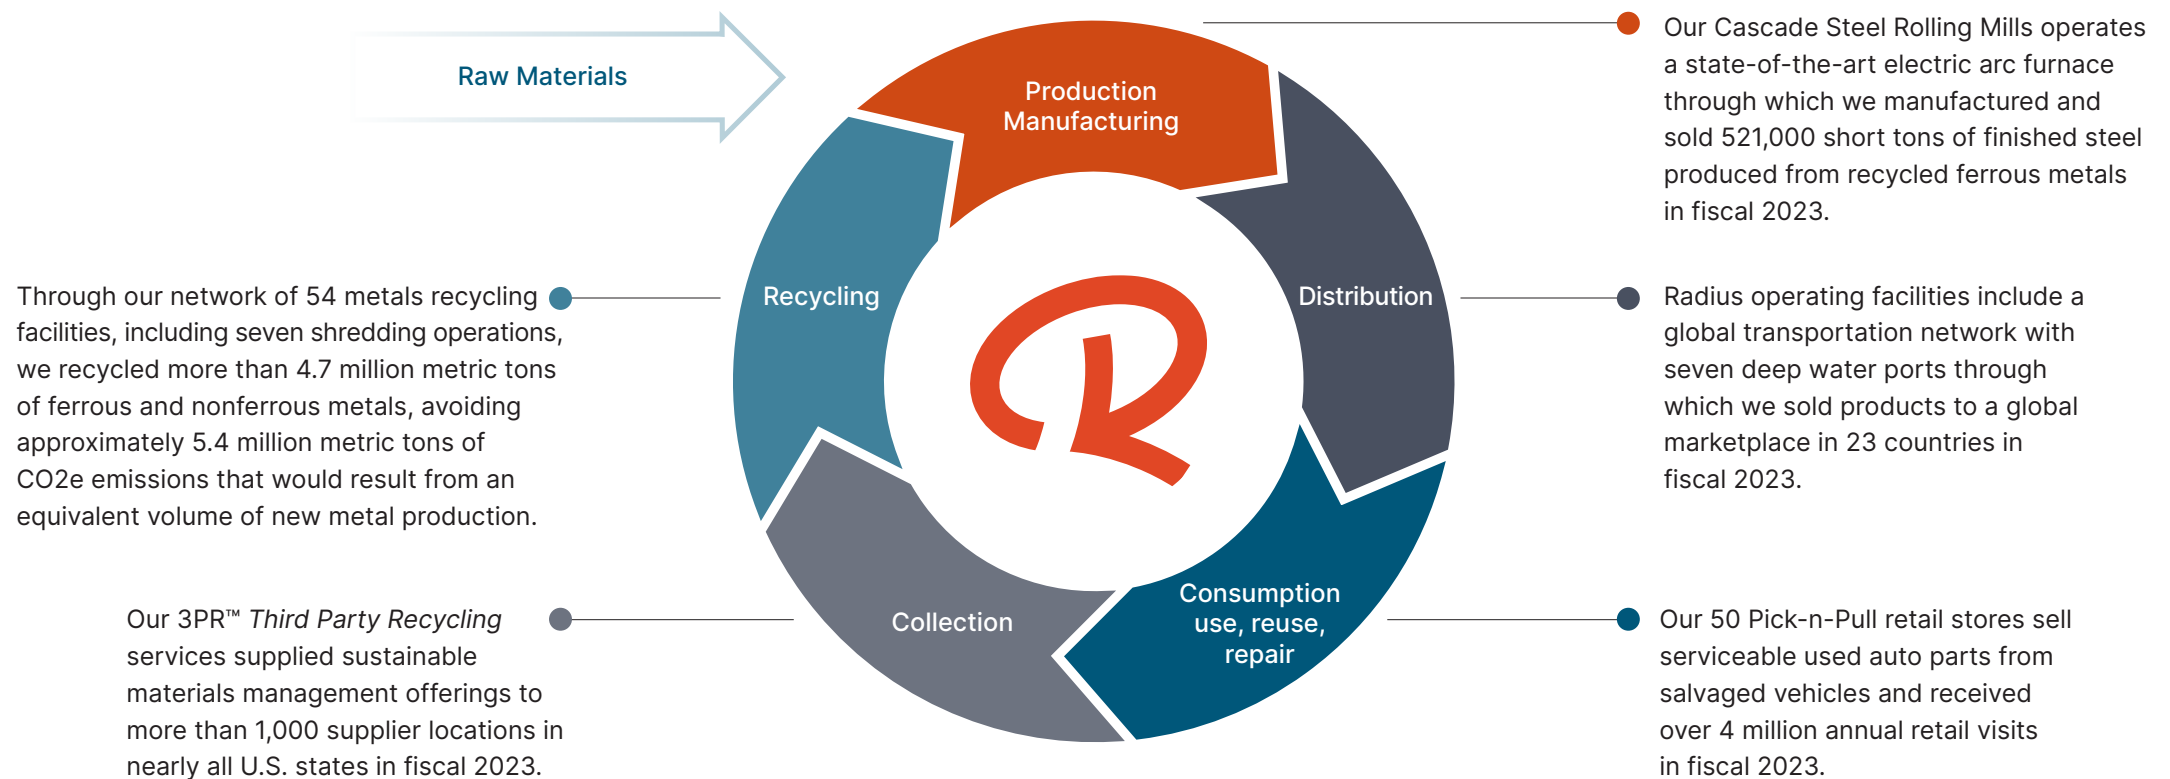 Raw Materials
Production
Manufacturing
Our Cascade Steel Rolling Mills operates
a state-of-the-art electric arc furnace
through which we manufactured and
sold 521,000 short tons of finished steel
produced from recycled ferrous metals
in fiscal 2023.
Distribution
Radius operating facilities include a
global transportation network with
seven deep water ports through
which we sold products to a global
marketplace in 23 countries in
fiscal 2023.
Consumption
use, reuse,
repair
Our 50 Pick-n-Pull retail stores sell
serviceable used auto parts from
salvaged vehicles and received
over 4 million annual retail visits
in fiscal 2023.
Collection
Our 3PR™ Third Party Recycling
services supplied sustainable
materials management offerings to
more than 1,000 supplier locations in
nearly all U.S. states in fiscal 2023.
Recycling
Through our network of 54 metals recycling
facilities, including seven shredding operations,
we recycled more than 4.7 million metric tons
of ferrous and nonferrous metals, avoiding
approximately 5.4 million metric tons of
CO2e emissions that would result from an
equivalent volume of new metal production.
R